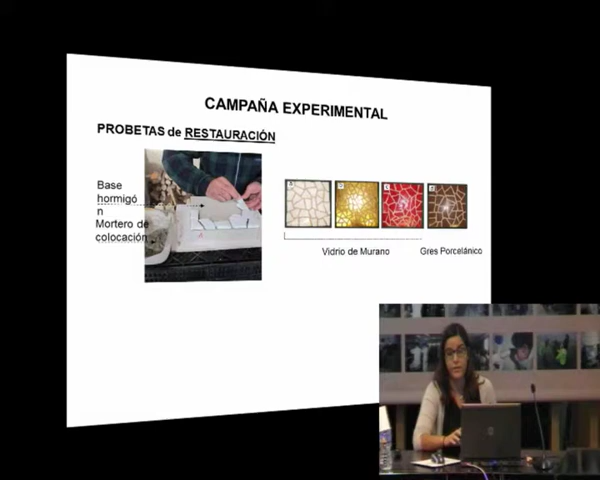 CAMPAÑA EXPERIMENTAL
PROBETAS de RESTAURACIÓN
Base
hormigó
n
Mortero de
colocación
Vidrio de Murano
Gres Porcelánico